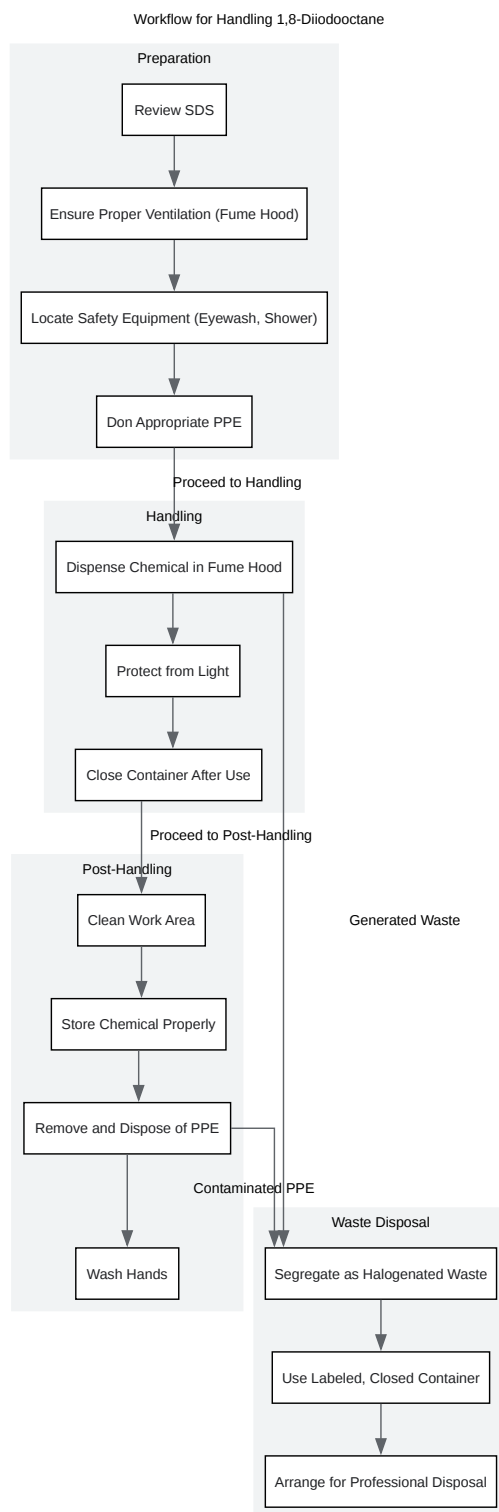 Workflow for Handling 1,8-Diiodooctane
Preparation
Review SDS
Ensure Proper Ventilation (Fume Hood)
Locate Safety Equipment (Eyewash, Shower)
Don Appropriate PPE
Proceed to Handling
Handling
Dispense Chemical in Fume Hood
Protect from Light
Close Container After Use
Proceed to Post-Handling
Post-Handling
Clean Work Area
Generated Waste
Store Chemical Properly
Remove and Dispose of PPE
Contaminated PPE
Wash Hands
Waste Disposal
Segregate as Halogenated Waste
Use Labeled, Closed Container
Arrange for Professional Disposal